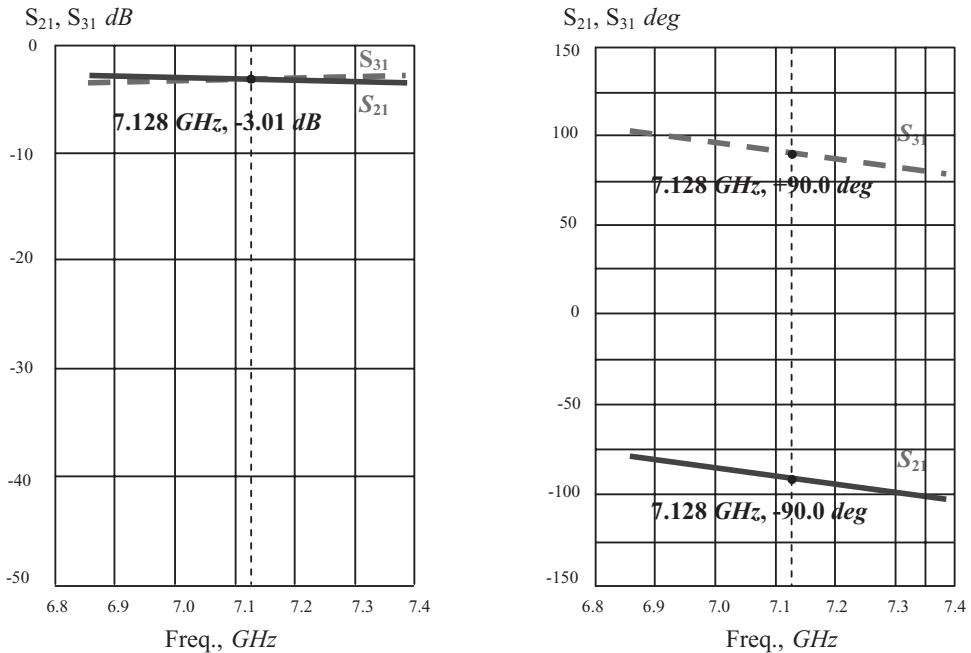 S21, S31 dB
0
-10
-20
-30
-40
-50
S31
S21
7.128 GHz, -3.01 dB
6.8 6.9 7.0 7.1 7.2 7.3 7.4
Freq., GHz
S21, S31 deg
150
100
50
0
-50
-100
-150
S31
7.128 GHz, +90.0 deg
S21
7.128 GHz, -90.0 deg
6.8 6.9 7.0 7.1 7.2 7.3 7.4
Freq., GHz